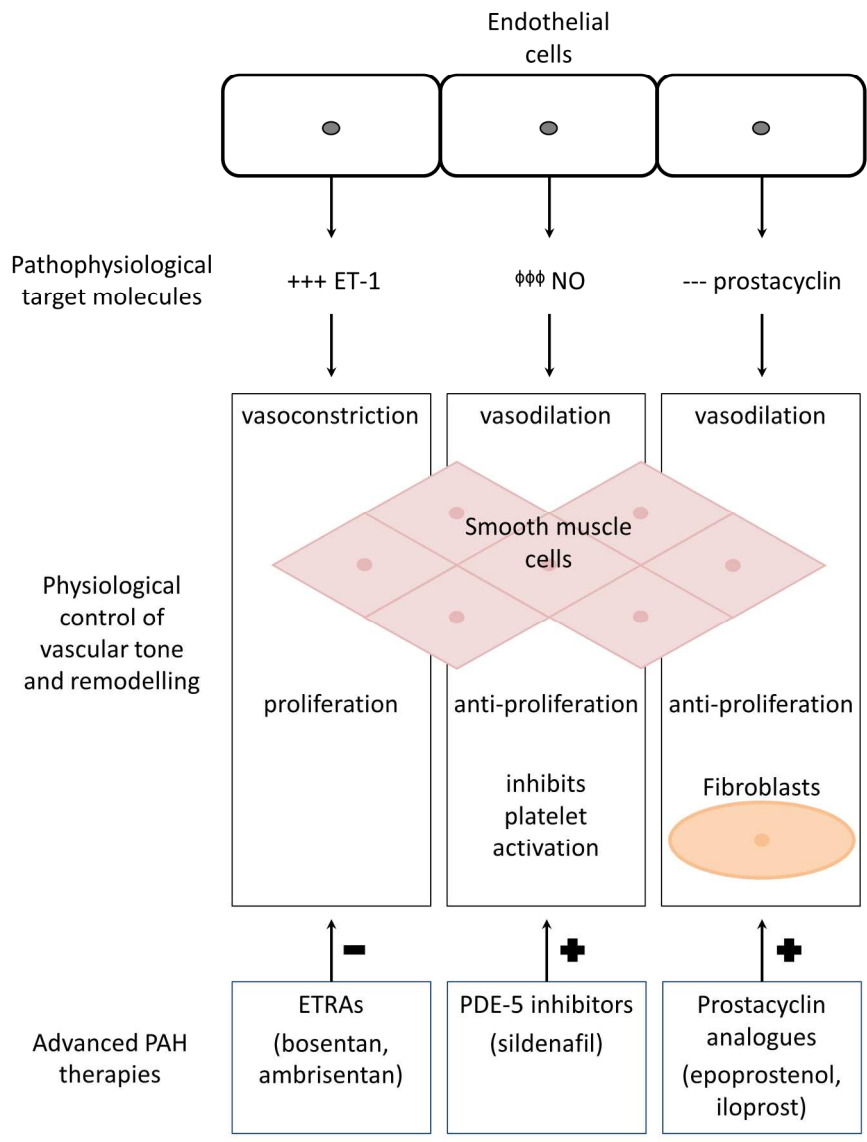 Endothelial
cells
Pathophysiological
target molecules
+++ ET-1
ϕϕϕ NO
--- prostacyclin
vasoconstriction
vasodilation
vasodilation
Smooth muscle
cells
Physiological
control of
vascular tone
and remodelling
proliferation
anti-proliferation
anti-proliferation
inhibits
platelet
activation
Fibroblasts
Advanced PAH
therapies
ETRAs
(bosentan,
ambrisentan)
PDE-5 inhibitors
(sildenafil)
Prostacyclin
analogues
(epoprostenol,
iloprost)